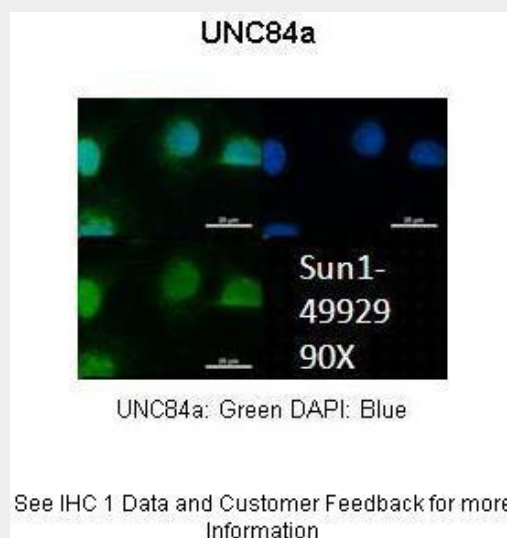 UNC84a
Sun1-
49929
90X
UNC84a: Green DAPI: Blue
See IHC 1 Data and Customer Feedback for more
Information